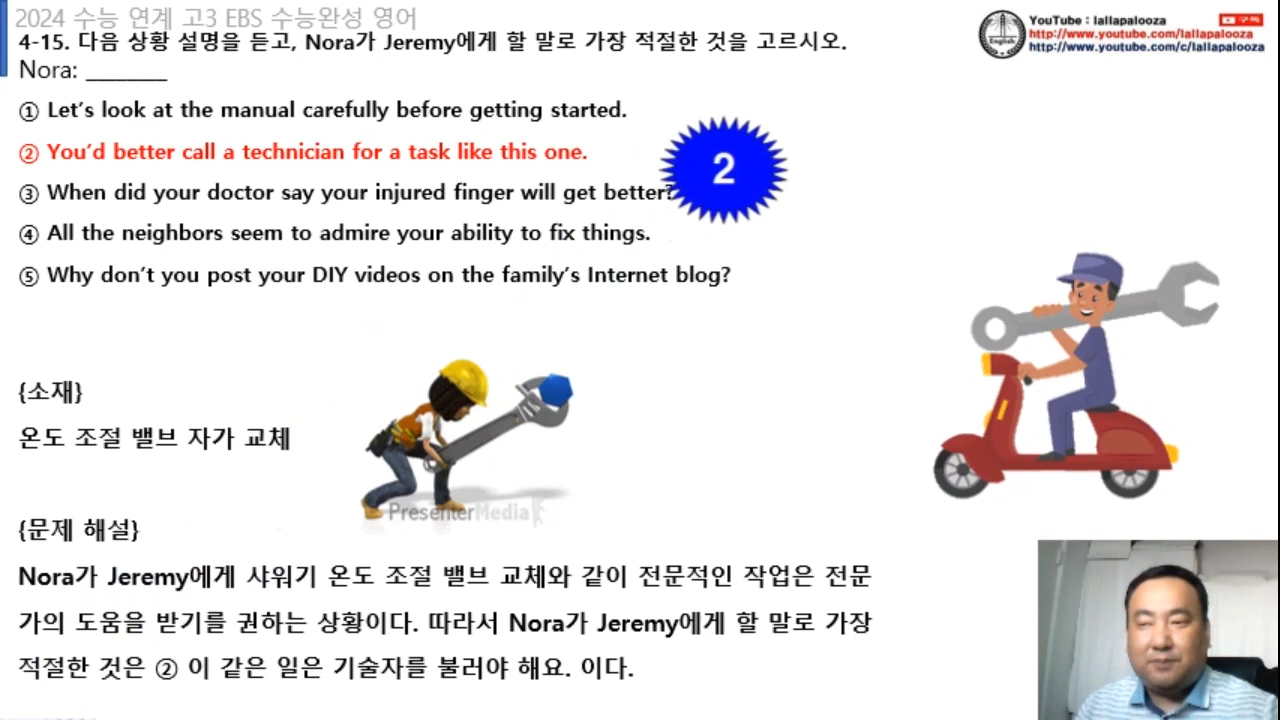 2024 수능 연계 고3 EBS 수능완성 영어
4-15. 다음 상황 설명을 듣고, Nora가 Jeremy에게 할 말로 가장 적절한 것을 고르시오.
Nora: ________
① Let's look at the manual carefully before getting started.
② You'd better call a technician for a task like this one.
③ When did your doctor say your injured finger will get better?
④ All the neighbors seem to admire your ability to fix things.
⑤ Why don't you post your DIY videos on the family's Internet blog?
2
{소재}
온도 조절 밸브 자가 교체
{문제 해설}
Nora가 Jeremy에게 샤워기 온도 조절 밸브 교체와 같이 전문적인 작업은 전문
가의 도움을 받기를 권하는 상황이다. 따라서 Nora가 Jeremy에게 할 말로 가장
적절한 것은 ② 이 같은 일은 기술자를 불러야 해요. 이다.
PresenterMedia
English
YouTube : lallapalooza
구독
http://www.youtube.com/lallapalooza
http://www.youtube.com/c/lallapalooza